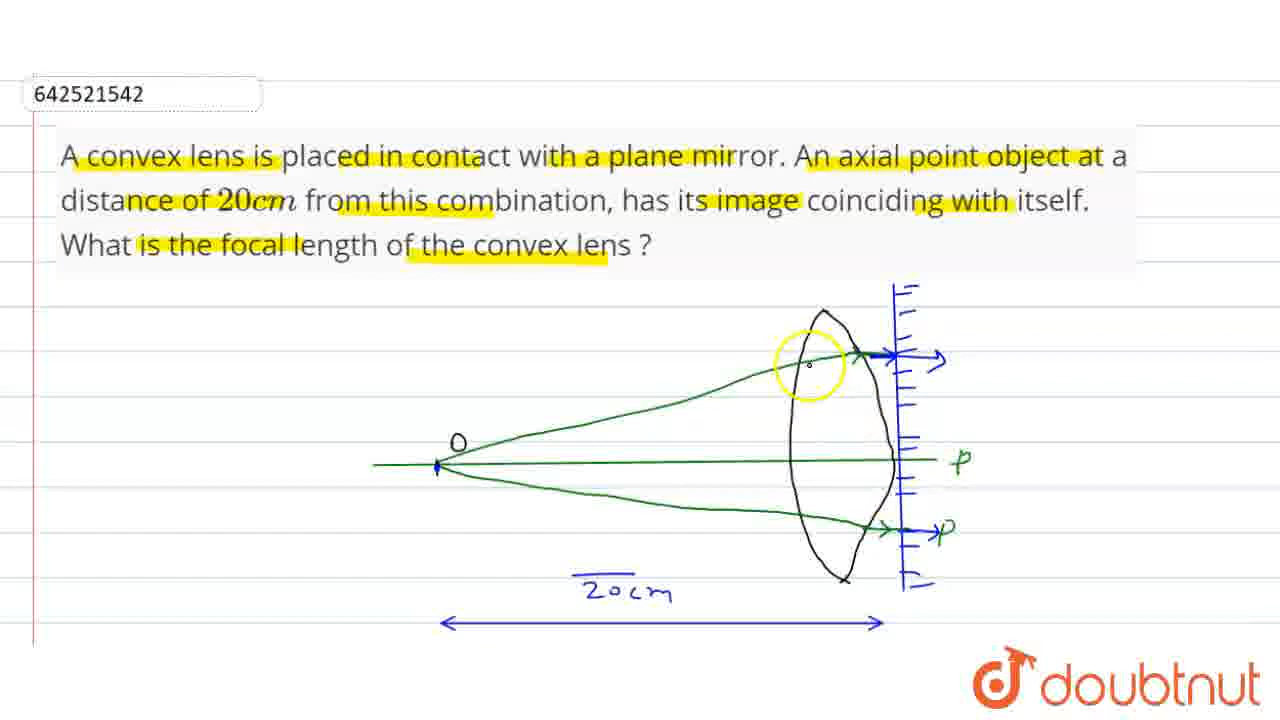 642521542
A convex lens is placed in contact with a plane mirror. An axial point object at a
distance of 20cm from this combination, has its image coinciding with itself.
What is the focal length of the convex lens ?
O
P
P
20cm
doubtnut